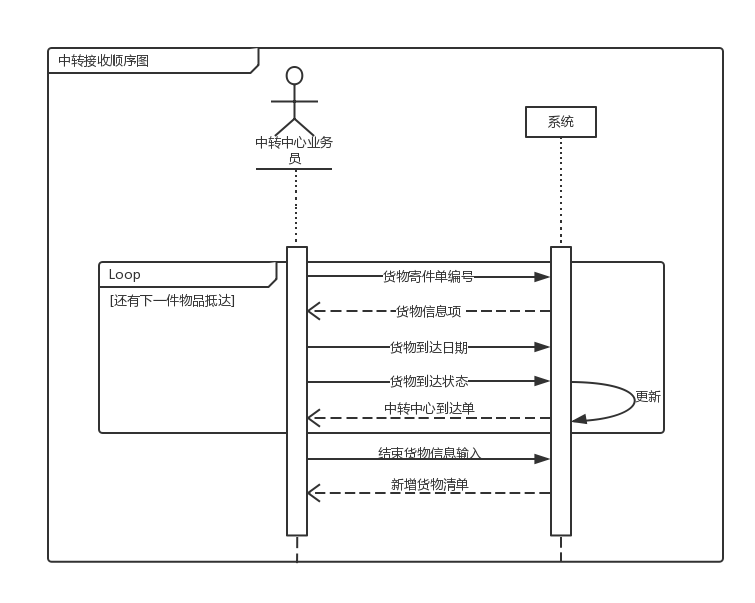 中转接收顺序图
中转中心业务
员
系统
Loop
[还有下一件物品抵达]
货物寄件单编号
货物信息项
货物到达日期
货物到达状态
更新
中转中心到达单
结束货物信息输入
新增货物清单